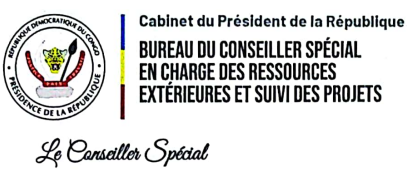 RÉPUBLIQUE DÉMOCRATIQUE DU CONGO
PRÉSIDENCE DE LA RÉPUBLIQUE
Cabinet du Président de la République
BUREAU DU CONSEILLER SPÉCIAL
EN CHARGE DES RESSOURCES
EXTÉRIEURES ET SUIVI DES PROJETS
Le Conseiller Spécial